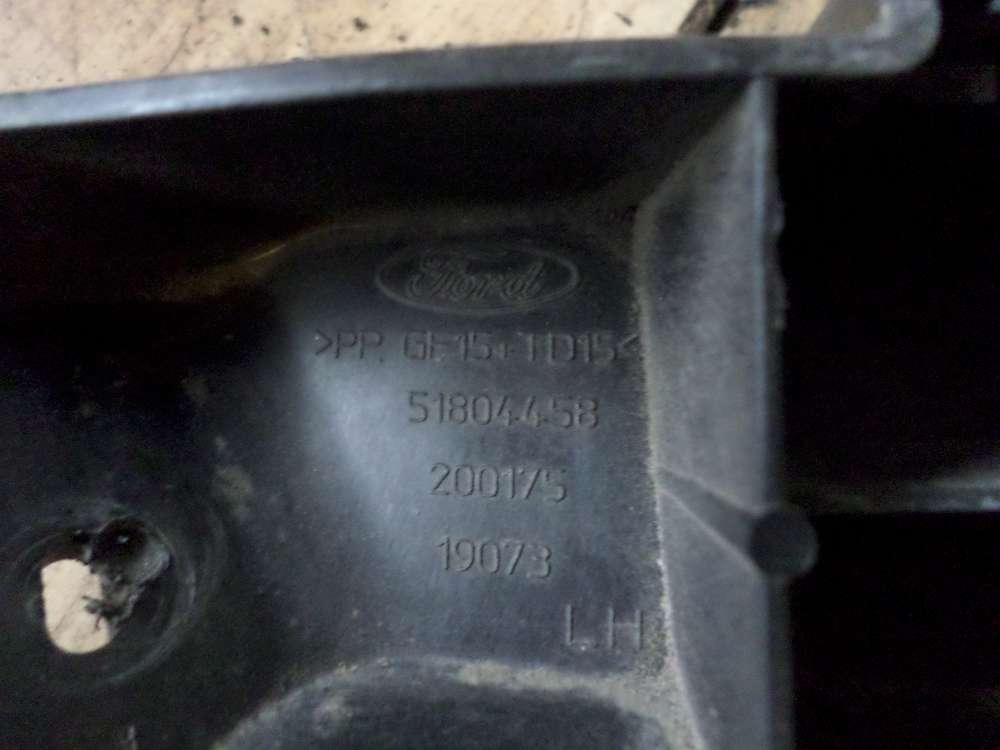 Ford
>PP, GF15+TD15<
51804458
200175
19073
LH